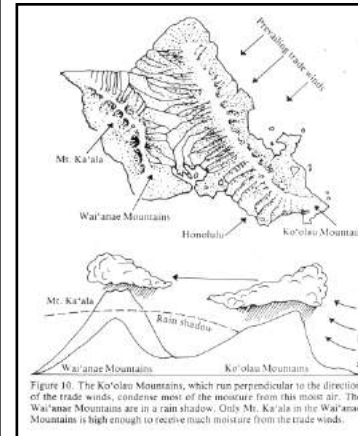 Prevailing trade winds
Mt. Ka'ala
Wai'anae Mountains
Honolulu
Ko'olau Mountain
Mt. Ka'ala
Rain shadow
Wai'anae Mountains
Ko'olau Mountains
Figure 10. The Ko'olau Mountains, which run perpendicular to the direction
of the trade winds, condense most of the moisture from this moist air. The
Wai'anae Mountains are in a rain shadow. Only Mt. Ka'ala in the Wai'anae
Mountains is high enough to receive much moisture from the trade winds.